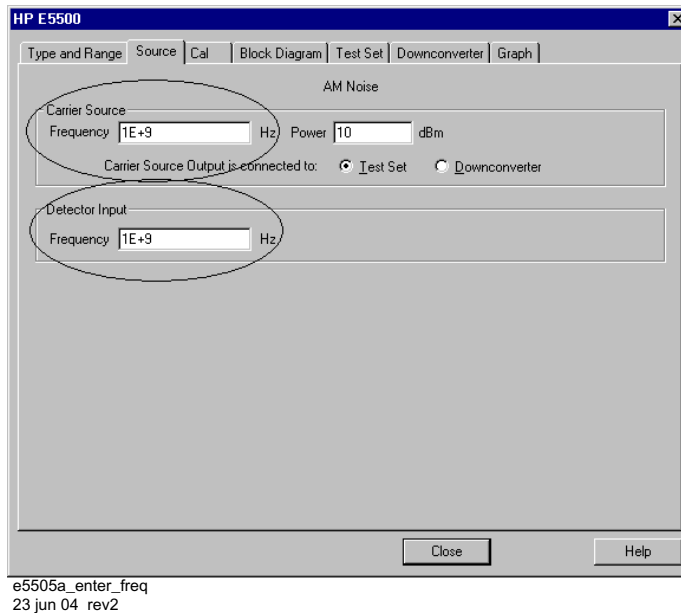 HP E5500
Type and Range Source Cal Block Diagram Test Set Downconverter Graph
AM Noise
Carrier Source
Frequency 1E+9 Hz Power 10 dBm
Carrier Source Output is connected to: Test Set Downconverter
Detector Input
Frequency 1E+9 Hz
Close Help
e5505a_enter_freq
23 jun 04 rev2